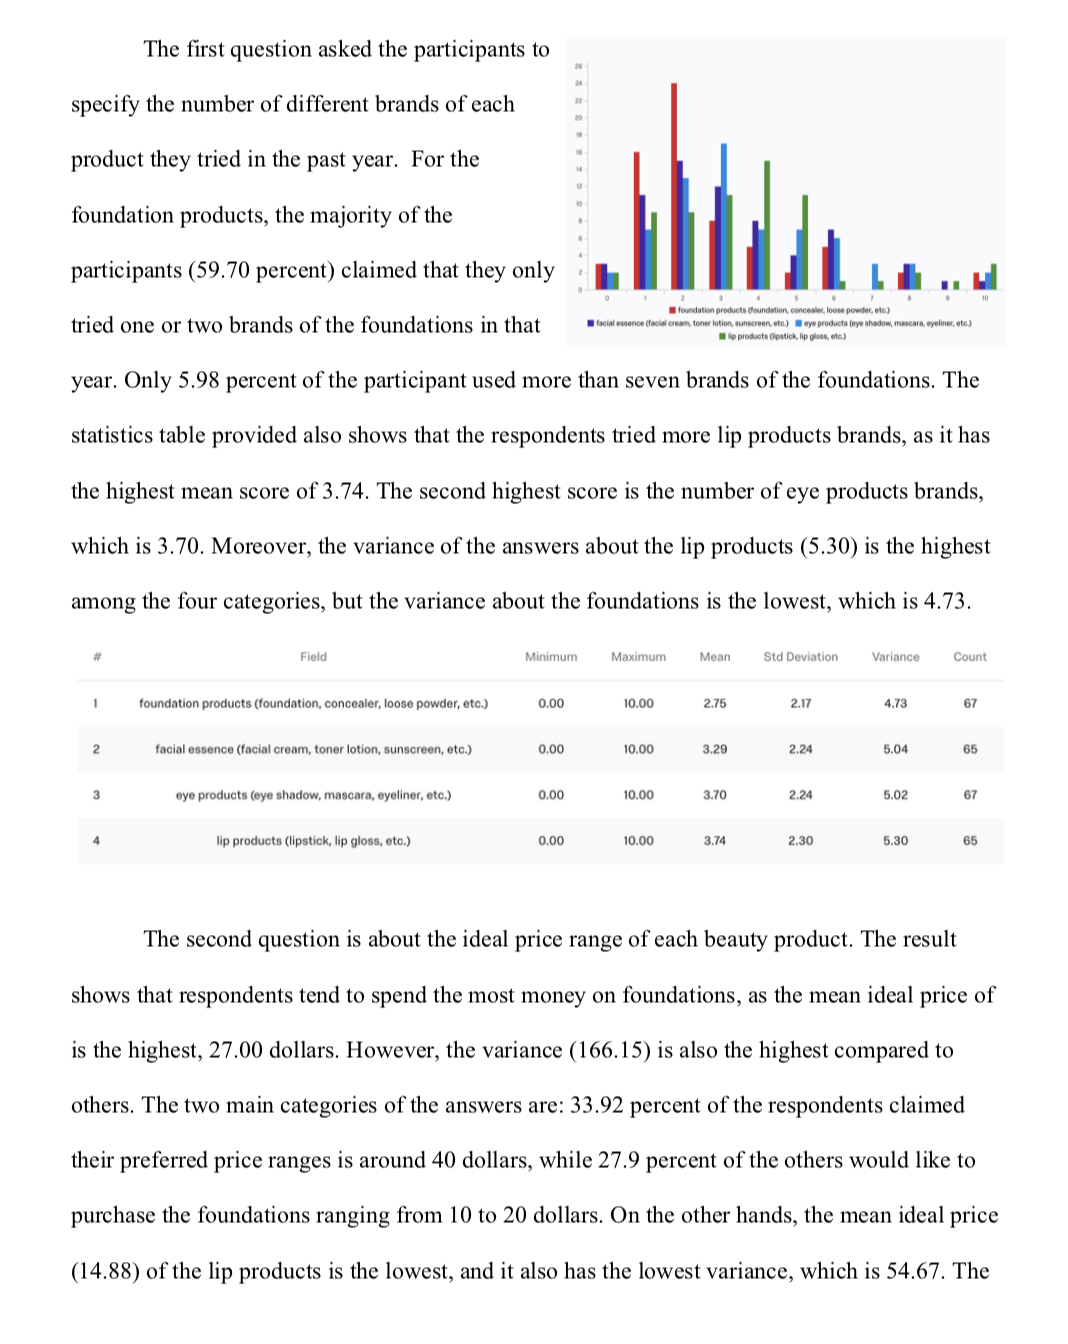 The first question asked the participants to
specify the number of different brands of each
product they tried in the past year.  For the
foundation products, the majority of the
participants (59.70 percent) claimed that they only
tried one or two brands of the foundations in that
26
24
22
20
18
16
14
12
10
8
6
4
2
0
0 1 2 3 4 5 6 7 8 9 10
foundation products (foundation, concealer, loose powder, etc.)
facial essence (facial cream, toner lotion, sunscreen, etc.) eye products (eye shadow, mascara, eyeliner, etc.)
lip products (lipstick, lip gloss, etc.)
year. Only 5.98 percent of the participant used more than seven brands of the foundations. The
statistics table provided also shows that the respondents tried more lip products brands, as it has
the highest mean score of 3.74. The second highest score is the number of eye products brands,
which is 3.70. Moreover, the variance of the answers about the lip products (5.30) is the highest
among the four categories, but the variance about the foundations is the lowest, which is 4.73.
# Field Minimum Maximum Mean Std Deviation Variance Count
1 foundation products (foundation, concealer, loose powder, etc.) 0.00 10.00 2.75 2.17 4.73 67
2 facial essence (facial cream, toner lotion, sunscreen, etc.) 0.00 10.00 3.29 2.24 5.04 65
3 eye products (eye shadow, mascara, eyeliner, etc.) 0.00 10.00 3.70 2.24 5.02 67
4 lip products (lipstick, lip gloss, etc.) 0.00 10.00 3.74 2.30 5.30 65
The second question is about the ideal price range of each beauty product. The result
shows that respondents tend to spend the most money on foundations, as the mean ideal price of
is the highest, 27.00 dollars. However, the variance (166.15) is also the highest compared to
others. The two main categories of the answers are: 33.92 percent of the respondents claimed
their preferred price ranges is around 40 dollars, while 27.9 percent of the others would like to
purchase the foundations ranging from 10 to 20 dollars. On the other hands, the mean ideal price
(14.88) of the lip products is the lowest, and it also has the lowest variance, which is 54.67. The